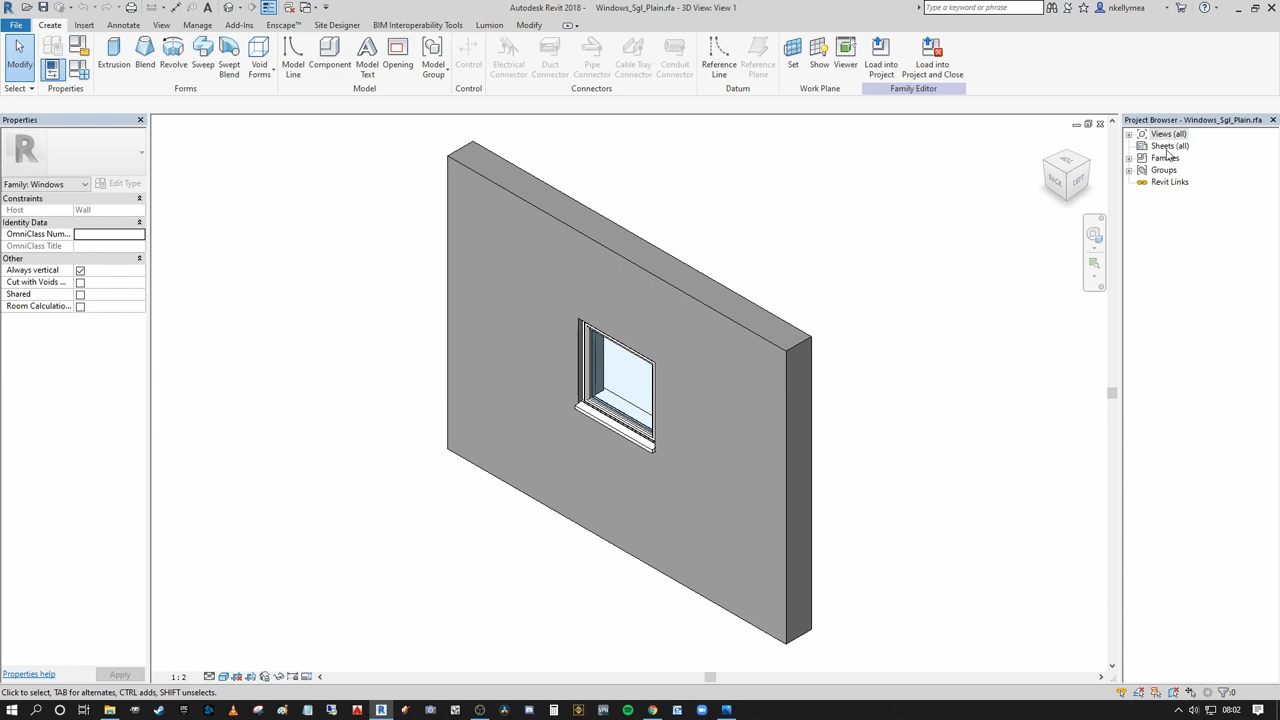 Autodesk Revit 2020.2 - Windows_Sgl_Plain.rfa - 3D View: View 1
Type a keyword or phrase
nkellymea
File Create Insert Annotate View Manage Add-Ins Enscape™ Site Designer BIM Interoperability Tools Lumion Modify
Modify Extrusion Blend Revolve Sweep Swept Blend Void Forms Model Line Component Model Text Opening Model Group Control Electrical Connector Duct Connector Pipe Connector Cable Tray Connector Conduit Connector Reference Line Reference Plane Set Show Viewer Load into Project Load into Project and Close
Select Properties Forms Model Control Connectors Datum Work Plane Family Editor
Properties
Family: Windows
Edit Type
Constraints
Host Wall
Identity Data
OmniClass Num...
OmniClass Title
Other
Always vertical
Cut with Voids ...
Shared
Room Calculatio...
Properties help
Apply
BACK LEFT TOP
Project Browser - Windows_Sgl_Plain.rfa
Views (all)
Sheets (all)
Families
Groups
Revit Links
1 : 2
Click to select, TAB for alternates, CTRL adds, SHIFT unselects.
:0
08:02